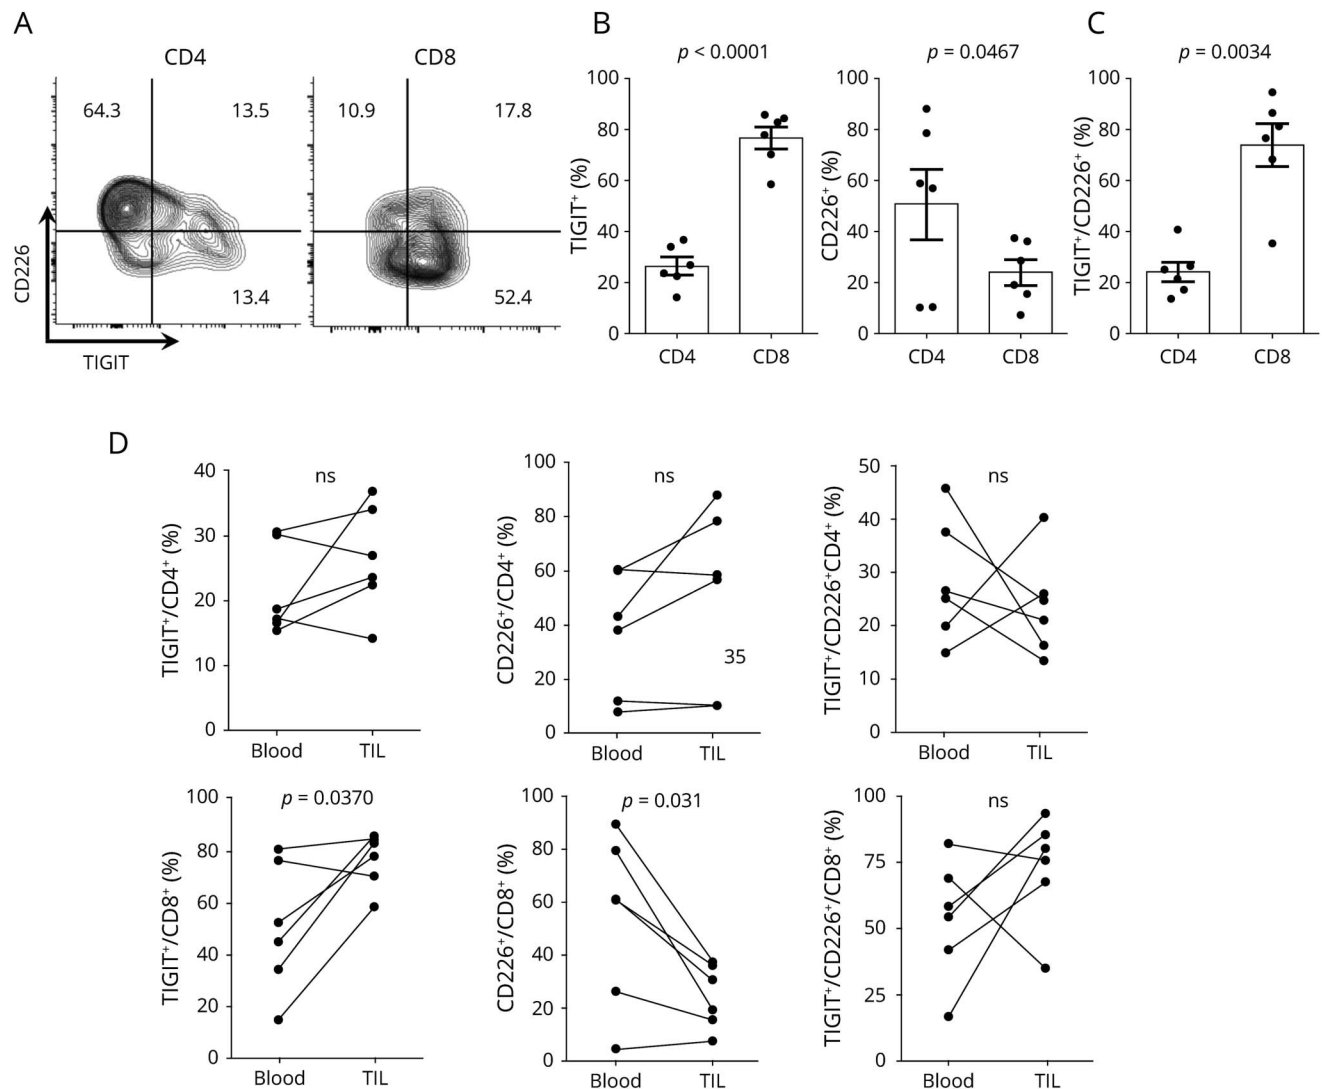 A
CD4
CD8
64.3
13.5
10.9
17.8
13.4
52.4
CD226
TIGIT
B
p < 0.0001
TIGIT⁺ (%)
100
80
60
40
20
0
CD4
CD8
p = 0.0467
CD226⁺ (%)
100
80
60
40
20
0
CD4
CD8
C
p = 0.0034
TIGIT⁺/CD226⁺ (%)
100
80
60
40
20
0
CD4
CD8
D
ns
TIGIT⁺/CD4⁺ (%)
40
30
20
10
0
Blood
TIL
ns
CD226⁺/CD4⁺ (%)
100
80
60
40
20
0
35
Blood
TIL
ns
TIGIT⁺/CD226⁺CD4⁺ (%)
50
40
30
20
10
0
Blood
TIL
p = 0.0370
TIGIT⁺/CD8⁺ (%)
100
80
60
40
20
0
Blood
TIL
p = 0.031
CD226⁺/CD8⁺ (%)
100
80
60
40
20
0
Blood
TIL
ns
TIGIT⁺/CD226⁺/CD8⁺ (%)
100
75
50
25
0
Blood
TIL